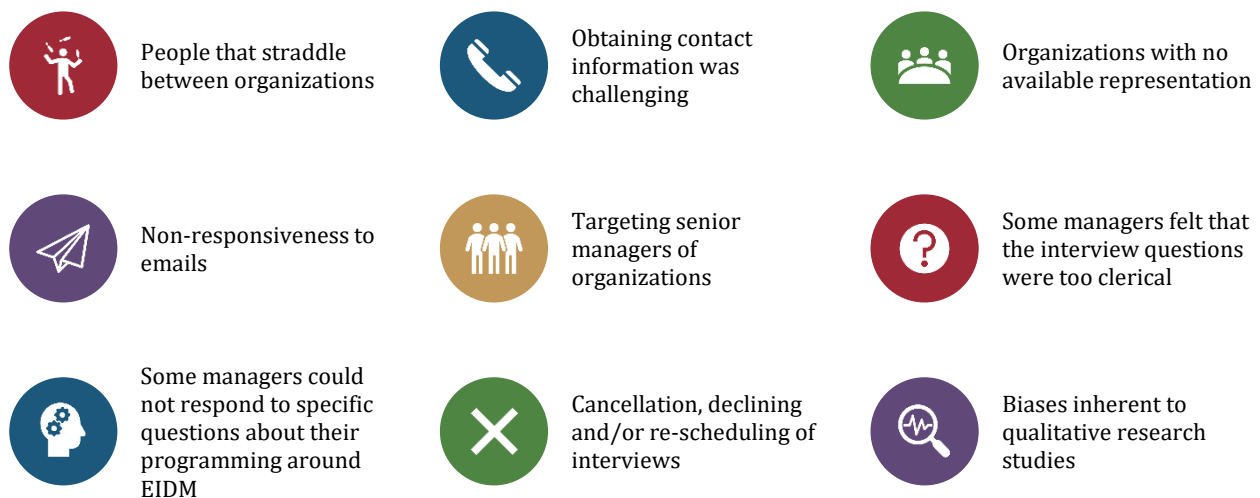 People that straddle
between organizations
Obtaining contact
information was
challenging
Organizations with no
available representation
Non-responsiveness to
emails
Targeting senior
managers of
organizations
Some managers felt that
the interview questions
were too clerical
Some managers could
not respond to specific
questions about their
programming around
EIDM
Cancellation, declining
and/or re-scheduling of
interviews
Biases inherent to
qualitative research
studies